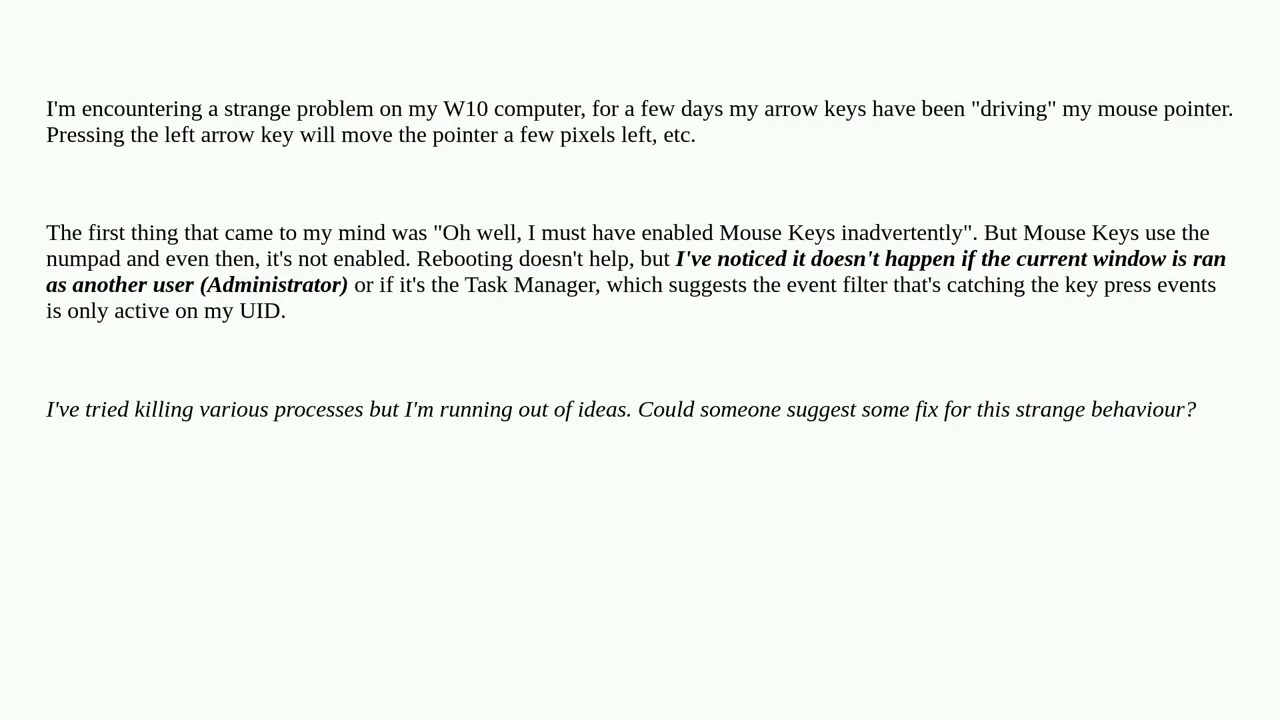 I'm encountering a strange problem on my W10 computer, for a few days my arrow keys have been "driving" my mouse pointer.
Pressing the left arrow key will move the pointer a few pixels left, etc.
The first thing that came to my mind was "Oh well, I must have enabled Mouse Keys inadvertently". But Mouse Keys use the
numpad and even then, it's not enabled. Rebooting doesn't help, but I've noticed it doesn't happen if the current window is ran
as another user (Administrator) or if it's the Task Manager, which suggests the event filter that's catching the key press events
is only active on my UID.
I've tried killing various processes but I'm running out of ideas. Could someone suggest some fix for this strange behaviour?